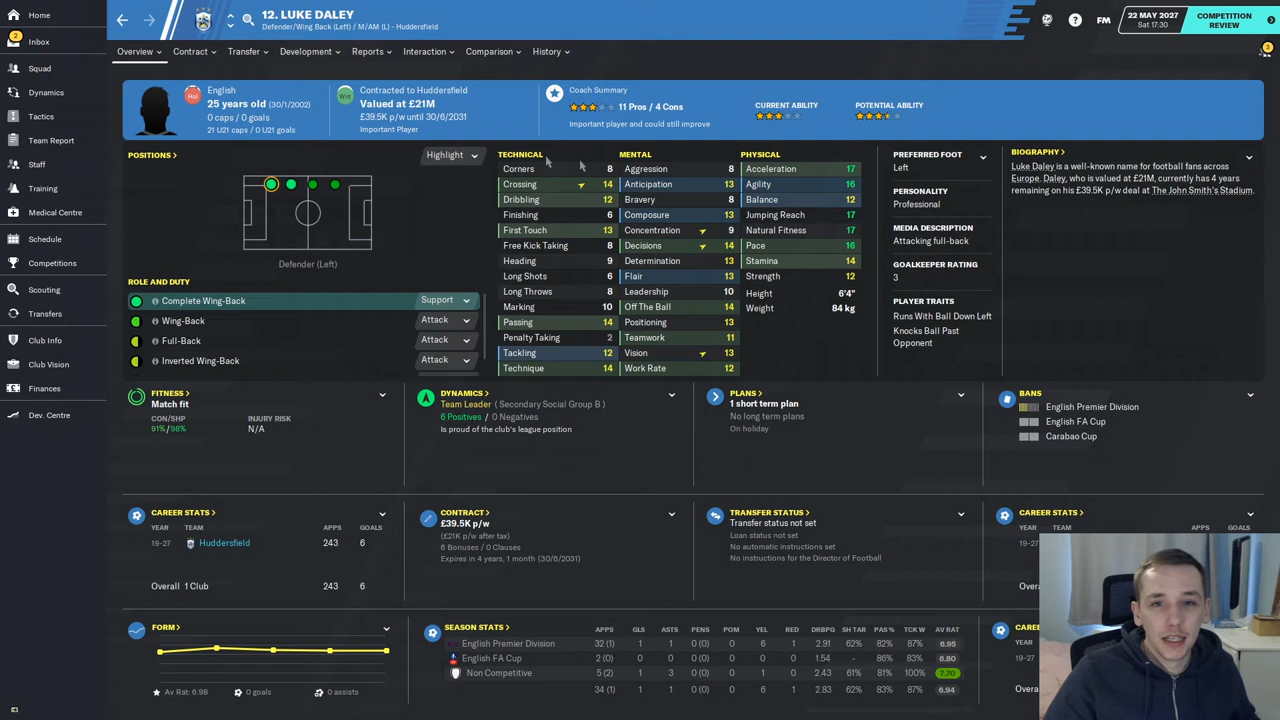 12. LUKE DALEY
Defender/Wing Back (Left) / M/AM (L) - Huddersfield
FM
22 MAY 2027
Sat 17:30
COMPETITION
REVIEW
2
3
Home
Inbox
Squad
Dynamics
Tactics
Team Report
Staff
Training
Medical Centre
Schedule
Competitions
Scouting
Transfers
Club Info
Club Vision
Finances
Dev. Centre
Overview
Contract
Transfer
Development
Reports
Interaction
Comparison
History
Hol
English
25 years old (30/1/2002)
0 caps / 0 goals
21 U21 caps / 0 U21 goals
Wnt
Contracted to Huddersfield
Valued at £21M
£39.5K p/w until 30/6/2031
Important Player
Coach Summary
11 Pros / 4 Cons
Important player and could still improve
CURRENT ABILITY
POTENTIAL ABILITY
POSITIONS
Highlight
Defender (Left)
ROLE AND DUTY
Complete Wing-Back Support
Wing-Back Attack
Full-Back Attack
Inverted Wing-Back Attack
TECHNICAL
Corners 8
Crossing 14
Dribbling 12
Finishing 6
First Touch 13
Free Kick Taking 8
Heading 9
Long Shots 6
Long Throws 8
Marking 10
Passing 14
Penalty Taking 2
Tackling 12
Technique 14
MENTAL
Aggression 8
Anticipation 13
Bravery 8
Composure 13
Concentration 9
Decisions 14
Determination 13
Flair 13
Leadership 10
Off The Ball 14
Positioning 13
Teamwork 11
Vision 13
Work Rate 12
PHYSICAL
Acceleration 17
Agility 16
Balance 12
Jumping Reach 17
Natural Fitness 17
Pace 16
Stamina 14
Strength 12
Height 6'4"
Weight 84 kg
PREFERRED FOOT
Left
PERSONALITY
Professional
MEDIA DESCRIPTION
Attacking full-back
GOALKEEPER RATING
3
PLAYER TRAITS
Runs With Ball Down Left
Knocks Ball Past
Opponent
BIOGRAPHY
Luke Daley is a well-known name for football fans across
Europe. Daley, who is valued at £21M, currently has 4 years
remaining on his £39.5K p/w deal at The John Smith's Stadium.
FITNESS
Match fit
CON/SHP INJURY RISK
91%/98% N/A
DYNAMICS
Team Leader ( Secondary Social Group B )
6 Positives / 0 Negatives
Is proud of the club's league position
PLANS
1 short term plan
No long term plans
On holiday
BANS
English Premier Division
English FA Cup
Carabao Cup
CAREER STATS
YEAR TEAM APPS GOALS
19-27 Huddersfield 243 6
Overall 1 Club 243 6
CONTRACT
£39.5K p/w
(£21K p/w after tax)
6 Bonuses / 0 Clauses
Expires in 4 years, 1 month (30/6/2031)
TRANSFER STATUS
Transfer status not set
Loan status not set
No automatic instructions set
No instructions for the Director of Football
CAREER STATS
YEAR TEAM APPS GOALS
19-27
Overall
FORM
Av Rat: 6.98 0 goals 0 assists
SEASON STATS APPS GLS ASTS PENS POM YEL RED DRBPG SH TAR PAS % TCK W AV RAT
English Premier Division 32 (1) 1 1 0 (0) 0 6 1 2.91 62% 82% 87% 6.95
English FA Cup 2 (0) 0 0 0 (0) 0 0 0 1.54 - 86% 83% 6.80
Non Competitive 5 (2) 1 3 0 (0) 0 1 0 2.43 61% 81% 100% 7.70
34 (1) 1 1 0 (0) 0 6 1 2.83 62% 82% 87% 6.94